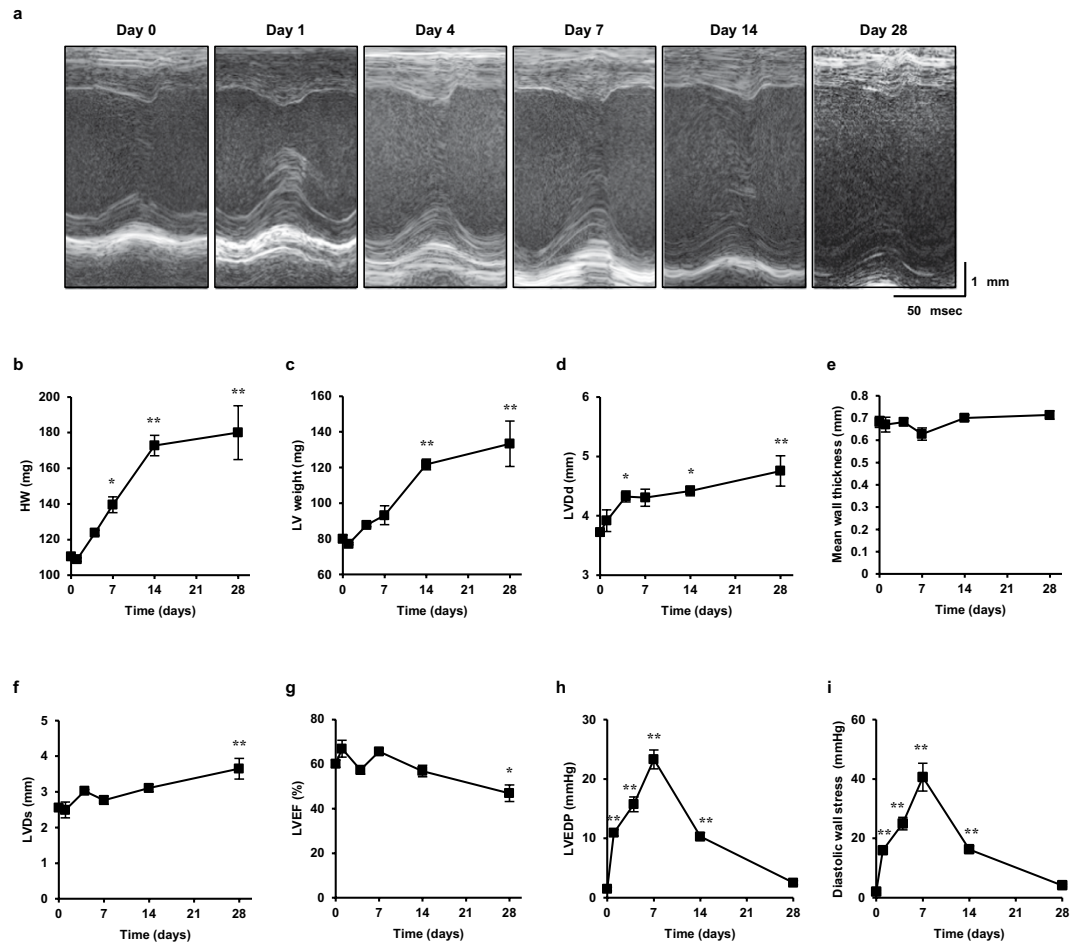 a
Day 0 Day 1 Day 4 Day 7 Day 14 Day 28
1 mm
50 msec
b
HW (mg)
200
180
160
140
120
100
*
**
**
0 7 14 21 28
Time (days)
c
LV weight (mg)
160
140
120
100
80
60
**
**
0 7 14 21 28
Time (days)
d
LVDd (mm)
6
5
4
3
*
*
**
0 7 14 21 28
Time (days)
e
Mean wall thickness (mm)
0.8
0.7
0.6
0.5
0.4
0.3
0.2
0.1
0
0 7 14 21 28
Time (days)
f
LVDs (mm)
5
4
3
2
1
0
**
0 7 14 21 28
Time (days)
g
LVEF (%)
80
60
40
20
0
*
0 7 14 21 28
Time (days)
h
LVEDP (mmHg)
30
20
10
0
**
**
**
**
0 7 14 21 28
Time (days)
i
Diastolic wall stress (mmHg)
60
40
20
0
**
**
**
**
0 7 14 21 28
Time (days)